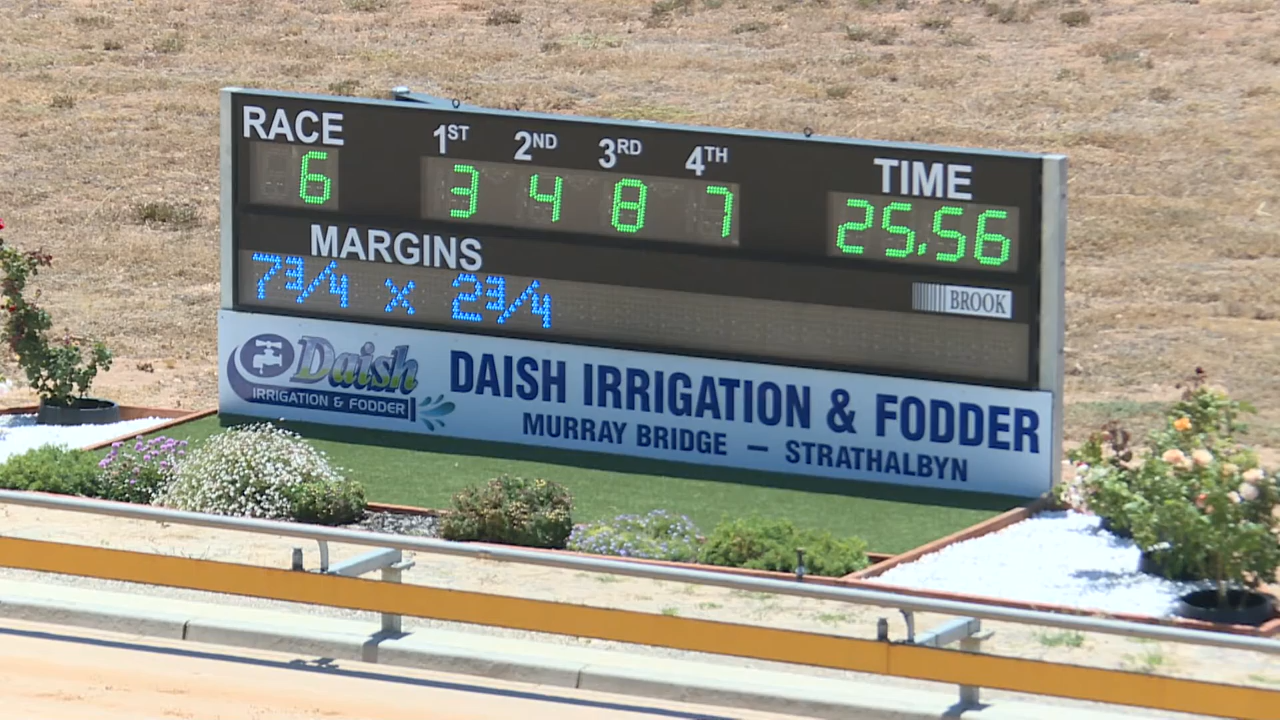 RACE 1ST 2ND 3RD 4TH TIME
6 3 4 8 7 25.56
MARGINS
7¾ x 2¾
BROOK
Daish
IRRIGATION & FODDER
DAISH IRRIGATION & FODDER
MURRAY BRIDGE — STRATHALBYN